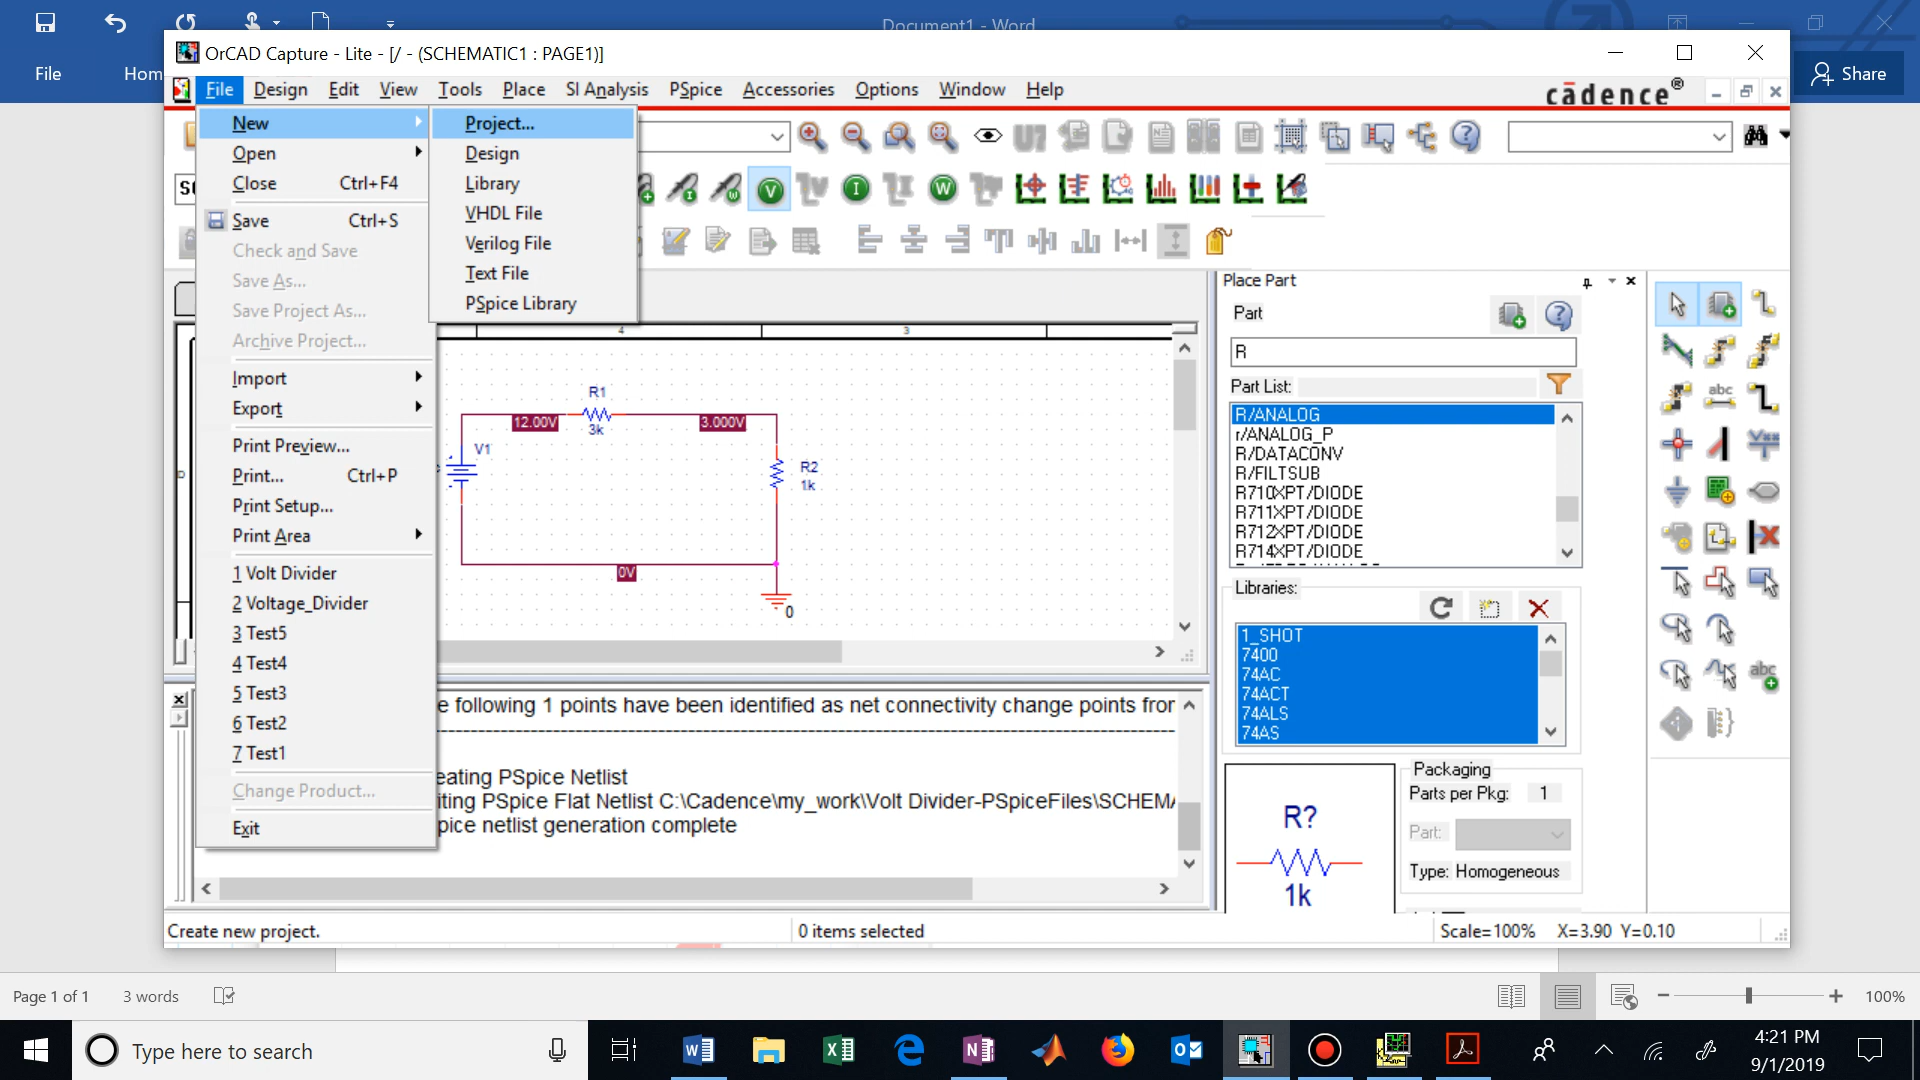 Document1 - Word
File
Hom
Share
OrCAD Capture - Lite - [/ - (SCHEMATIC1 : PAGE1)]
File Design Edit View Tools Place SI Analysis PSpice Accessories Options Window Help
cādence®
New
Open
Close Ctrl+F4
Save Ctrl+S
Check and Save
Save As...
Save Project As...
Archive Project...
Import
Export
Print Preview...
Print... Ctrl+P
Print Setup...
Print Area
1 Volt Divider
2 Voltage_Divider
3 Test5
4 Test4
5 Test3
6 Test2
7 Test1
Change Product...
Exit
Project...
Design
Library
VHDL File
Verilog File
Text File
PSpice Library
4
3
R1
12.00V
3k
3.000V
V1
R2
1k
0V
0
e following 1 points have been identified as net connectivity change points fror
eating PSpice Netlist
iting PSpice Flat Netlist C:\Cadence\my_work\Volt Divider-PSpiceFiles\SCHEM
pice netlist generation complete
Place Part
Part
R
Part List:
R/ANALOG
r/ANALOG_P
R/DATACONV
R/FILTSUB
R710XPT/DIODE
R711XPT/DIODE
R712XPT/DIODE
R714XPT/DIODE
Libraries:
1_SHOT
7400
74AC
74ACT
74ALS
74AS
R?
1k
Packaging
Parts per Pkg: 1
Part:
Type: Homogeneous
Create new project.
0 items selected
Scale=100% X=3.90 Y=0.10
Page 1 of 1
3 words
100%
Type here to search
4:21 PM
9/1/2019